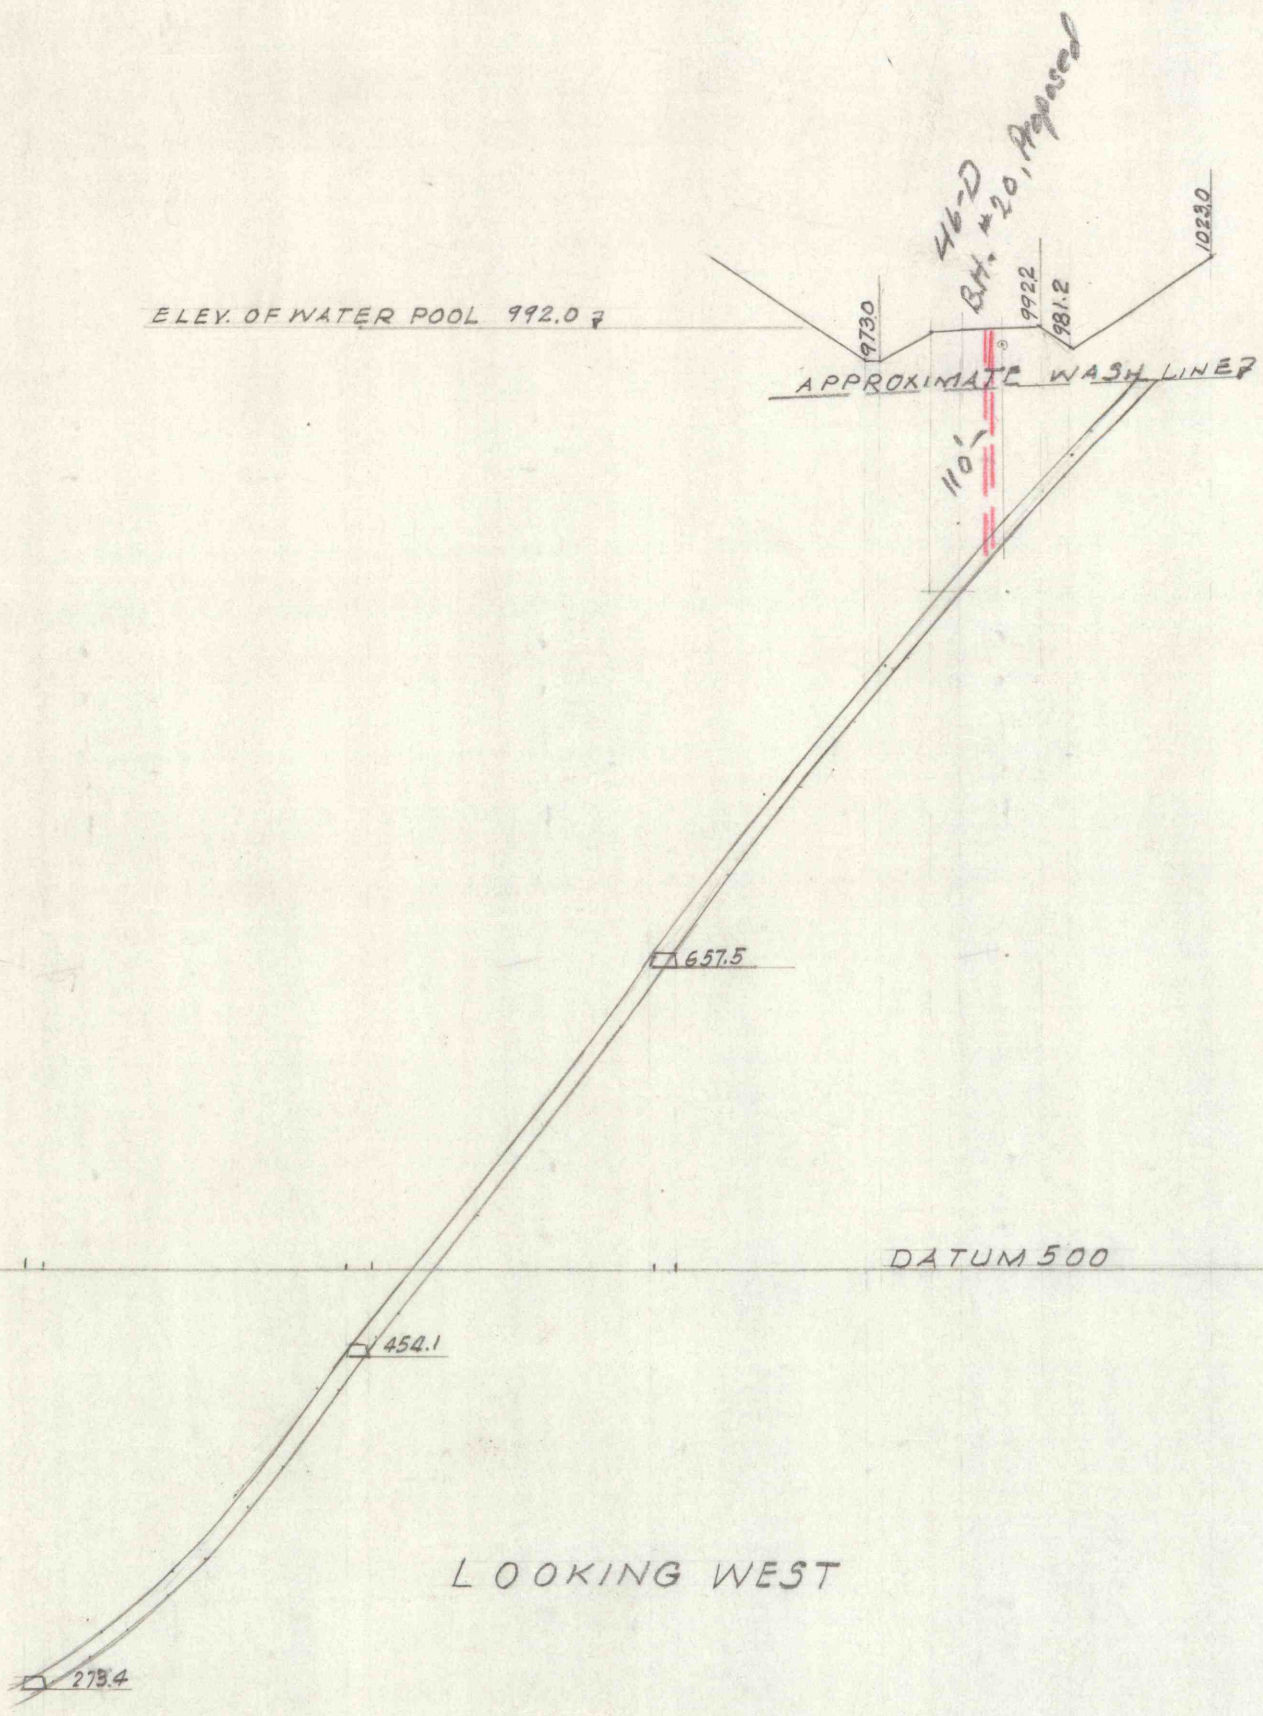 46-D
B.H. #20, Proposed
1023.0
992.2
981.2
973.0
ELEV. OF WATER POOL 992.0
APPROXIMATE WASH LINE
110'
657.5
DATUM 500
454.1
LOOKING WEST
273.4